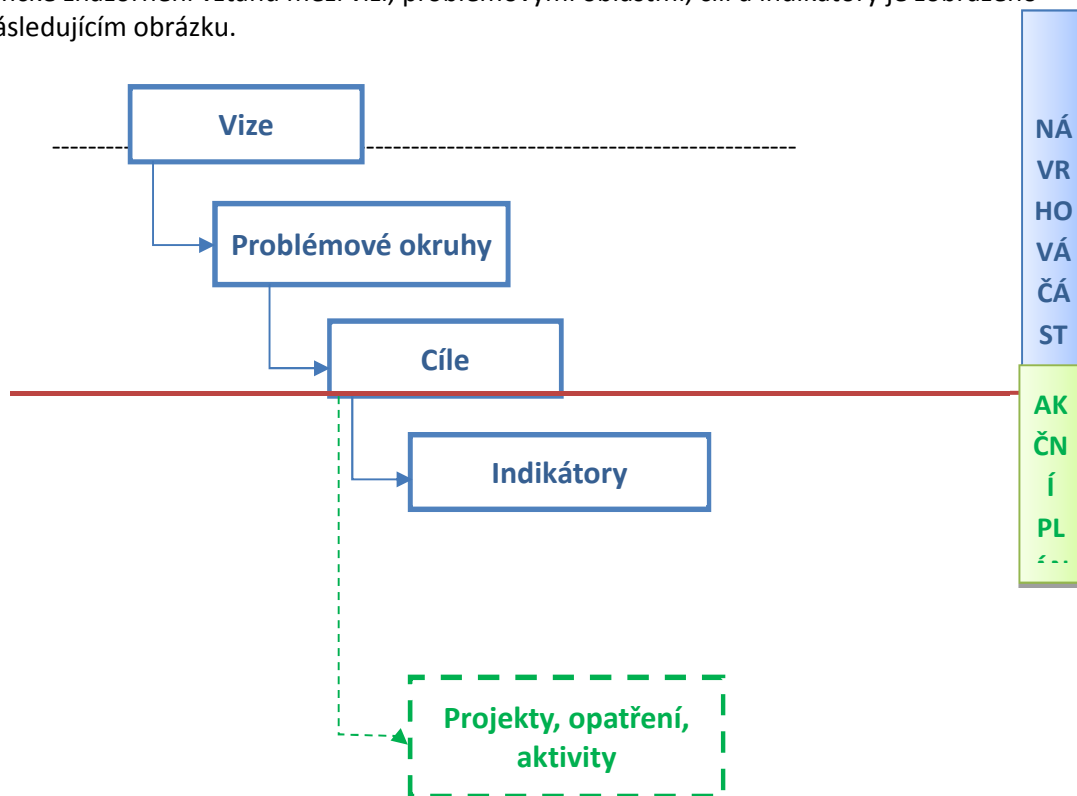 následujícím obrázku.
Vize
Problémové okruhy
Cíle
Indikátory
Projekty, opatření,
aktivity
NÁ
VR
HO
VÁ
ČÁ
ST
AK
ČN
Í
PL